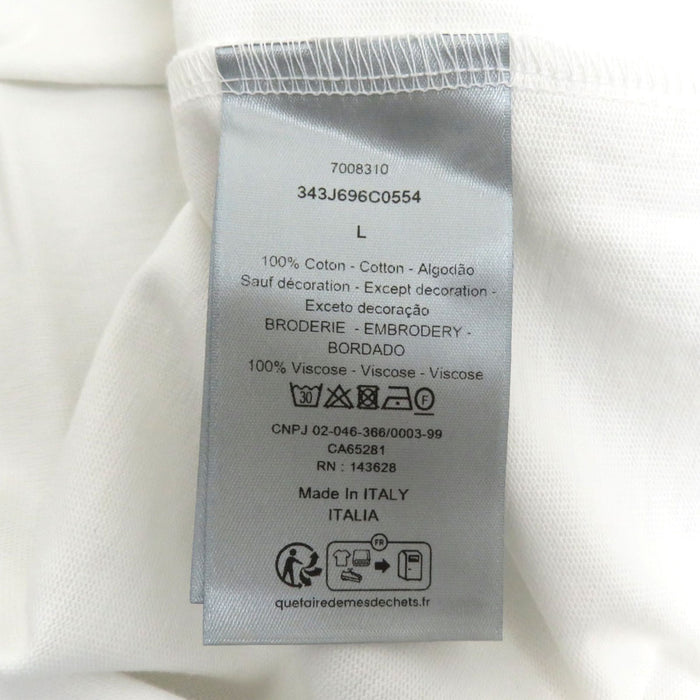 7008310
343J696C0554
L
100% Coton - Cotton - Algodão
Sauf décoration - Except decoration -
Exceto decoração
BRODERIE - EMBRODERY -
BORDADO
100% Viscose - Viscose - Viscose
30 F
CNPJ 02-046-366/0003-99
CA65281
RN : 143628
Made In ITALY
ITALIA
FR
quefairedemesdechets.fr